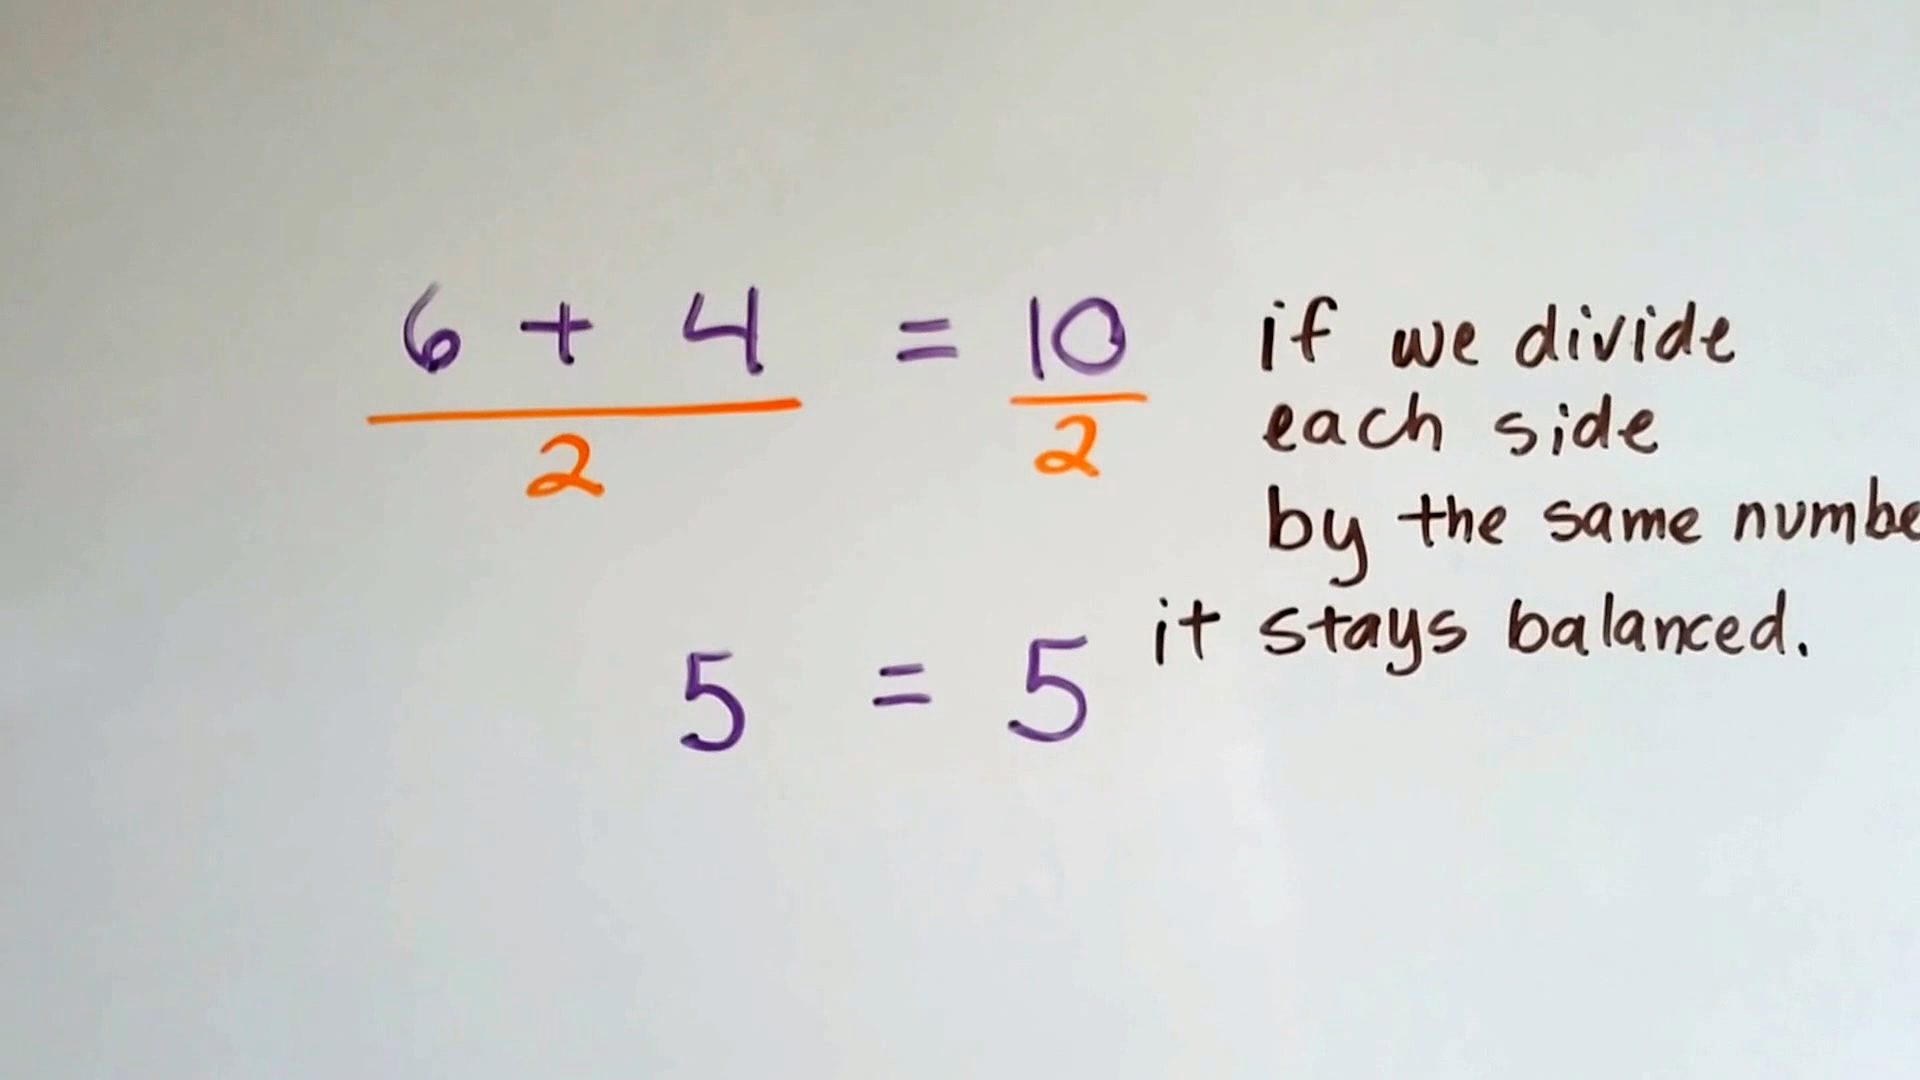 6 + 4 = 10
2 2
if we divide
each side
by the same numbe
it stays balanced.
5 = 5